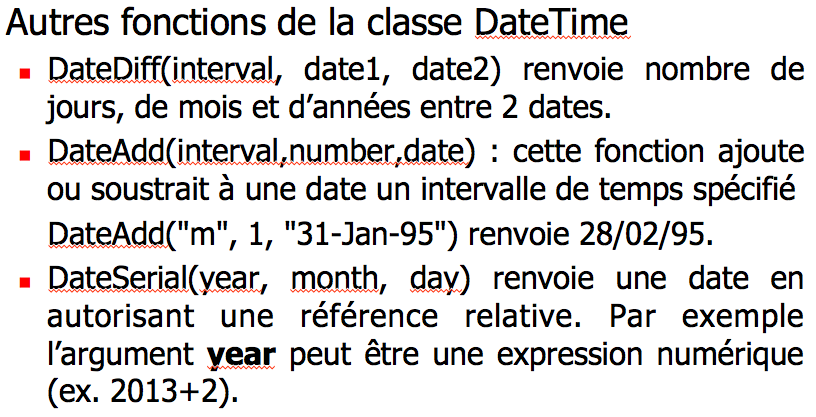 Autres fonctions de la classe DateTime
DateDiff(interval, date1, date2) renvoie nombre de
jours, de mois et d’années entre 2 dates.
DateAdd(interval,number,date) : cette fonction ajoute
ou soustrait à une date un intervalle de temps spécifié
DateAdd("m", 1, "31-Jan-95") renvoie 28/02/95.
DateSerial(year, month, day) renvoie une date en
autorisant une référence relative. Par exemple
l’argument year peut être une expression numérique
(ex. 2013+2).